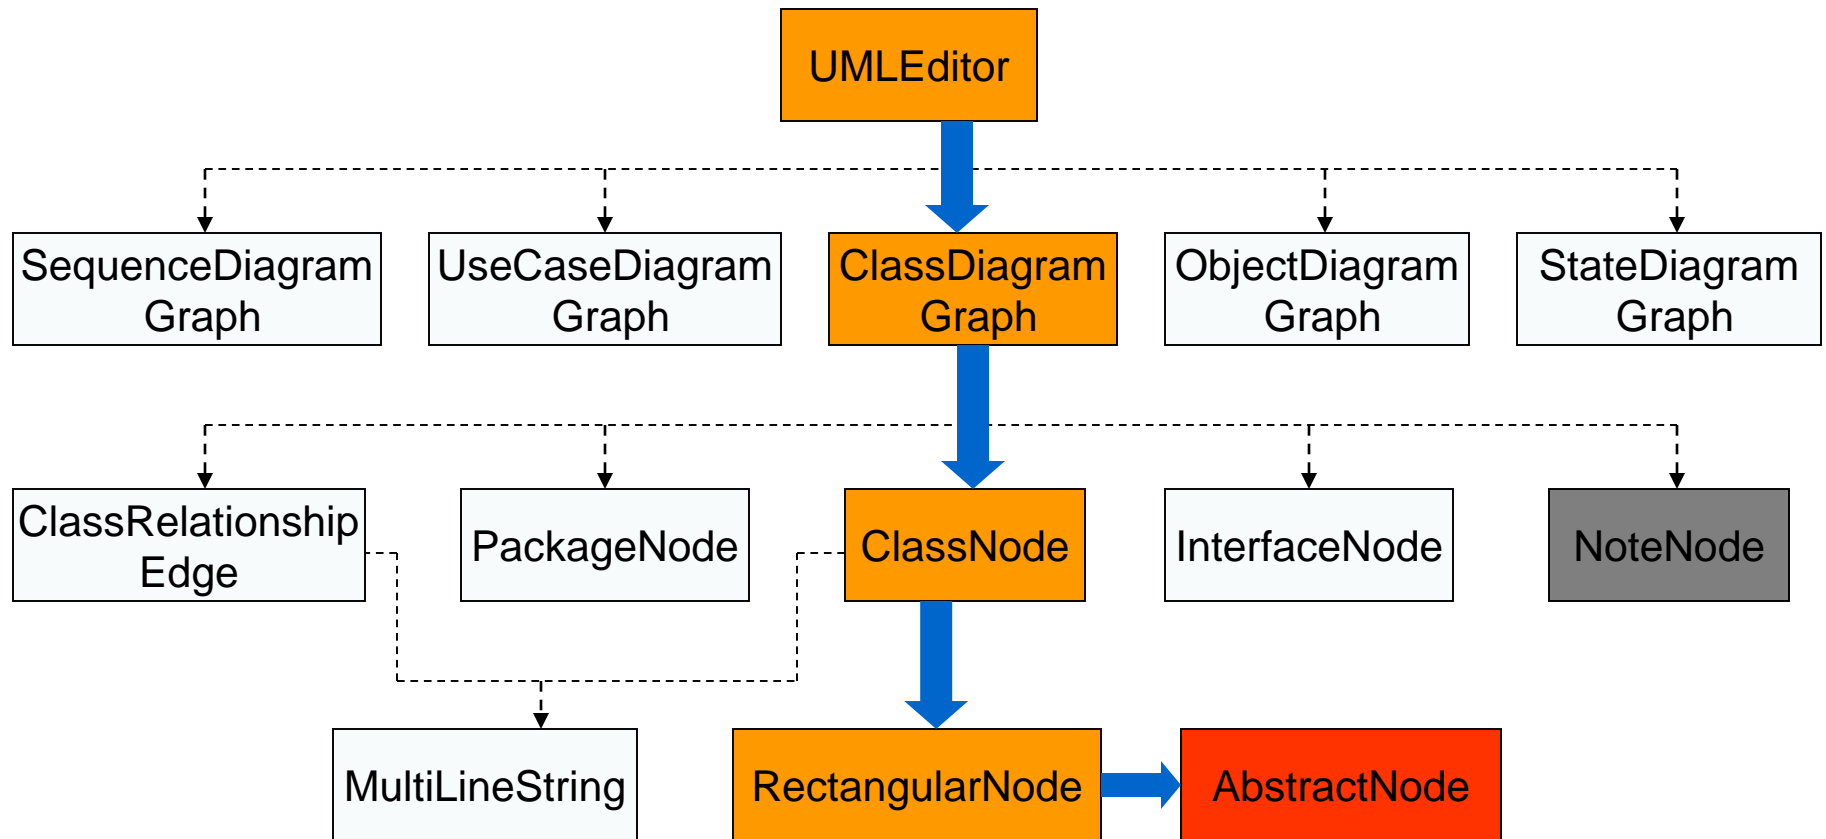 UMLEditor
SequenceDiagram
Graph
UseCaseDiagram
Graph
ClassDiagram
Graph
ObjectDiagram
Graph
StateDiagram
Graph
ClassRelationship
Edge
PackageNode
ClassNode
InterfaceNode
NoteNode
MultiLineString
RectangularNode
AbstractNode